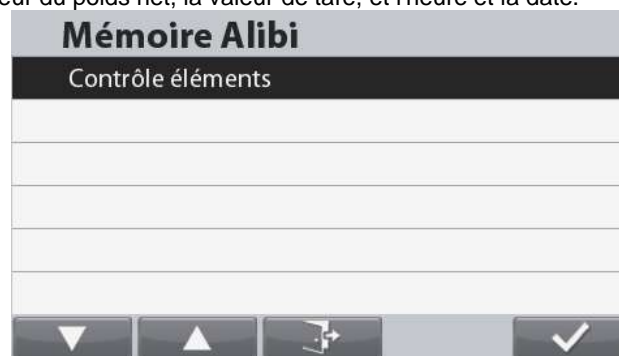 eur du poids net, la valeur de tare, et l'heure et la date.
Mémoire Alibi
Contrôle éléments